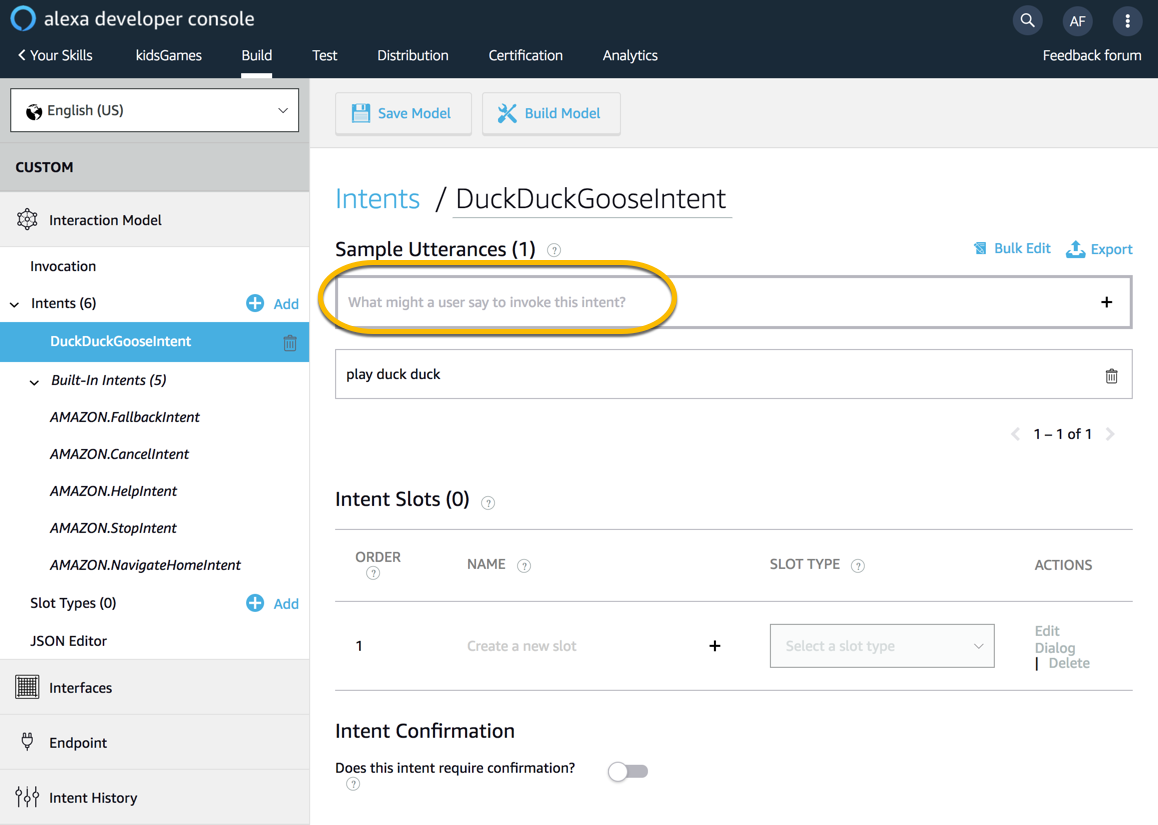 alexa developer console
AF
Your Skills
kidsGames
Build
Test
Distribution
Certification
Analytics
Feedback forum
English (US)
Save Model
Build Model
CUSTOM
Interaction Model
Invocation
Intents (6)
Add
DuckDuckGooseIntent
Built-In Intents (5)
AMAZON.FallbackIntent
AMAZON.CancelIntent
AMAZON.HelpIntent
AMAZON.StopIntent
AMAZON.NavigateHomeIntent
Slot Types (0)
Add
JSON Editor
Interfaces
Endpoint
Intent History
Intents / DuckDuckGooseIntent
Sample Utterances (1) ?
Bulk Edit
Export
What might a user say to invoke this intent?
+
play duck duck
1 – 1 of 1
Intent Slots (0) ?
ORDER ?
NAME ?
SLOT TYPE ?
ACTIONS
1
Create a new slot
+
Select a slot type
Edit
Dialog
| Delete
Intent Confirmation
Does this intent require confirmation?
?